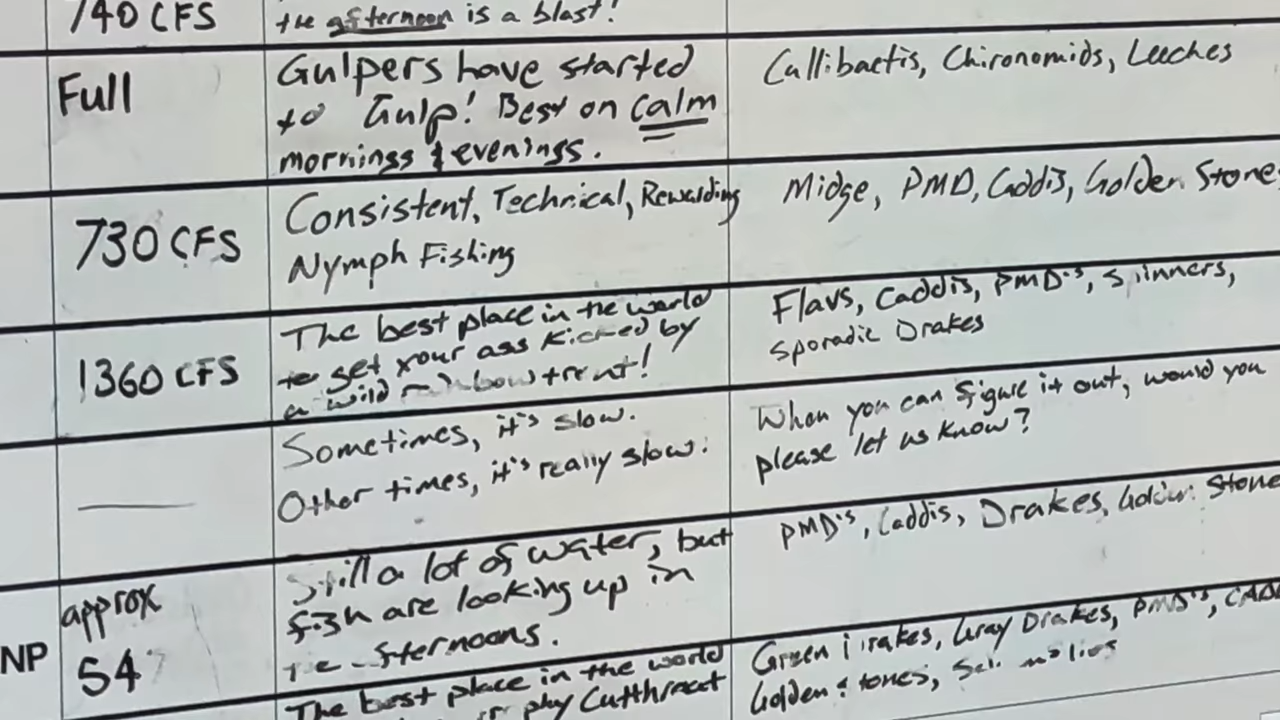 740 CFS
the afternoon is a blast!
Full
Gulpers have started
to Gulp! Best on calm
mornings & evenings.
Callibaetis, Chironomids, Leeches
730 CFS
Consistent, Technical, Rewarding
Nymph Fishing
Midge, PMD, Caddis, Golden Stone
1360 CFS
The best place in the world
to get your ass kicked by
a wild rainbow trout!
Flavs, Caddis, PMD's, Spinners,
Sporadic Drakes
Sometimes, it's slow.
Other times, it's really slow.
When you can figure it out, would you
please let us know?
NP
approx
54
Still a lot of water, but
fish are looking up in
afternoons.
PMD's, Caddis, Drakes, Golden Stone
The best place in the world
play Cutthroat
Green Drakes, Gray Drakes, PMD's,
Golden Stones,